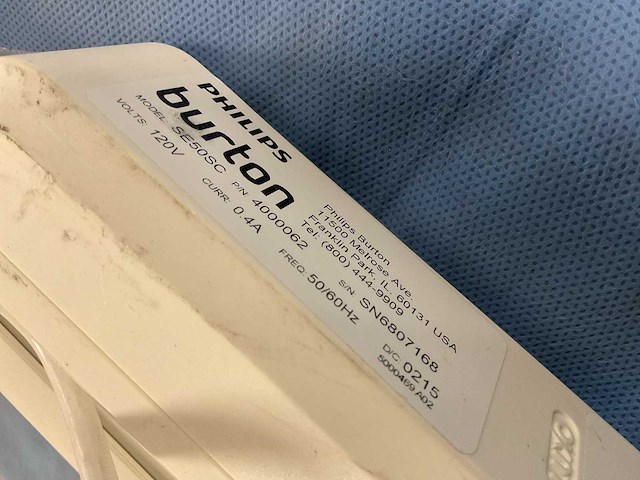 PHILIPS
burton
MODEL: SE50SC P/N 4000062
VOLTS: 120V CURR: 0.4A FREQ: 50/60Hz
Philips Burton
11500 Melrose Ave.
Franklin Park, IL. 60131 USA
Tel: (800) 444-9909
S/N SN6807168
D/C 0215
5000469 A02